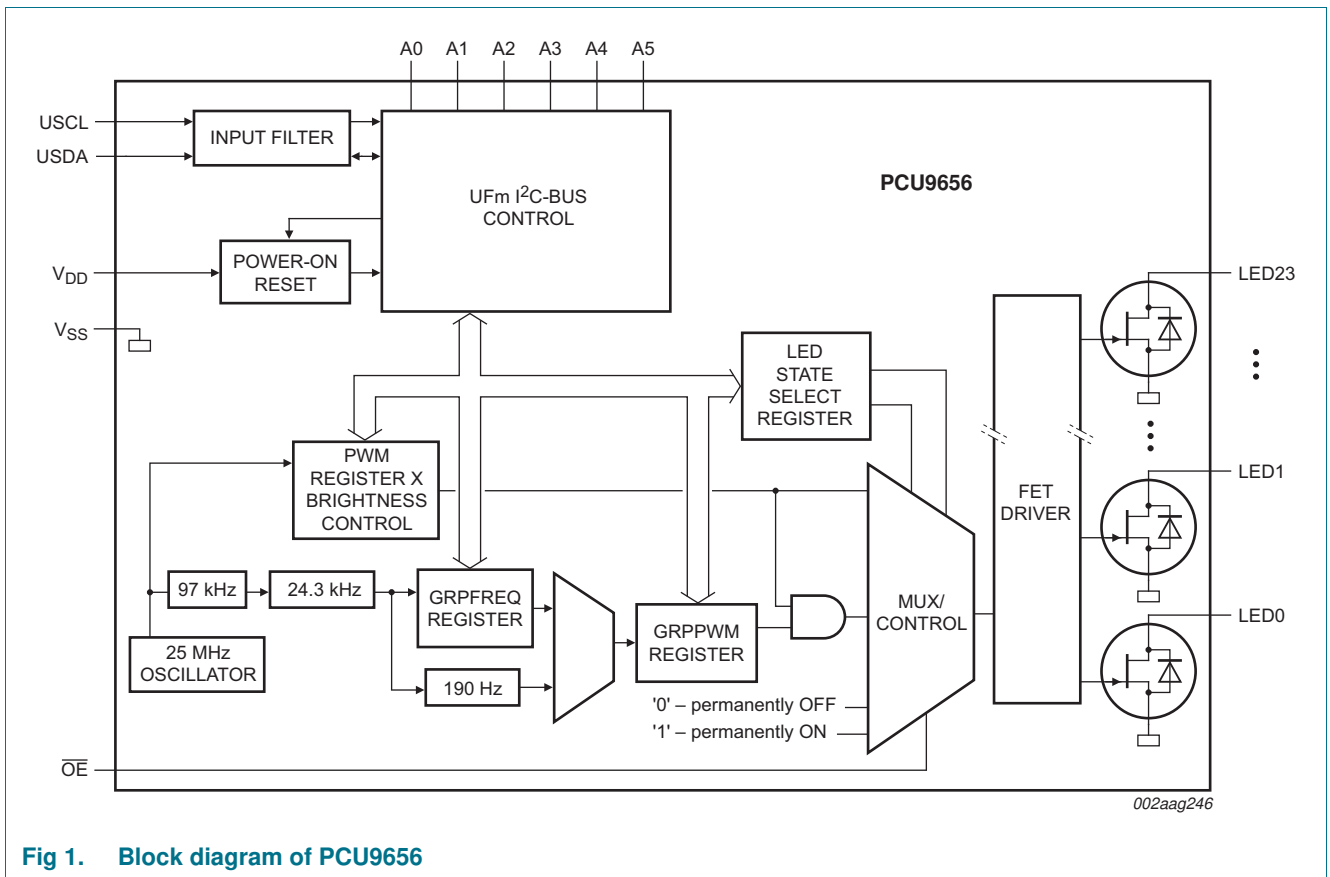 A0 A1 A2 A3 A4 A5
USCL
USDA
INPUT FILTER
UFm I²C-BUS
CONTROL
PCU9656
VDD
POWER-ON
RESET
VSS
LED23
LED
STATE
SELECT
REGISTER
PWM
REGISTER X
BRIGHTNESS
CONTROL
FET
DRIVER
LED1
97 kHz
24.3 kHz
GRPFREQ
REGISTER
GRPPWM
REGISTER
MUX/
CONTROL
LED0
25 MHz
OSCILLATOR
190 Hz
'0' – permanently OFF
'1' – permanently ON
OE
002aag246
Fig 1. Block diagram of PCU9656